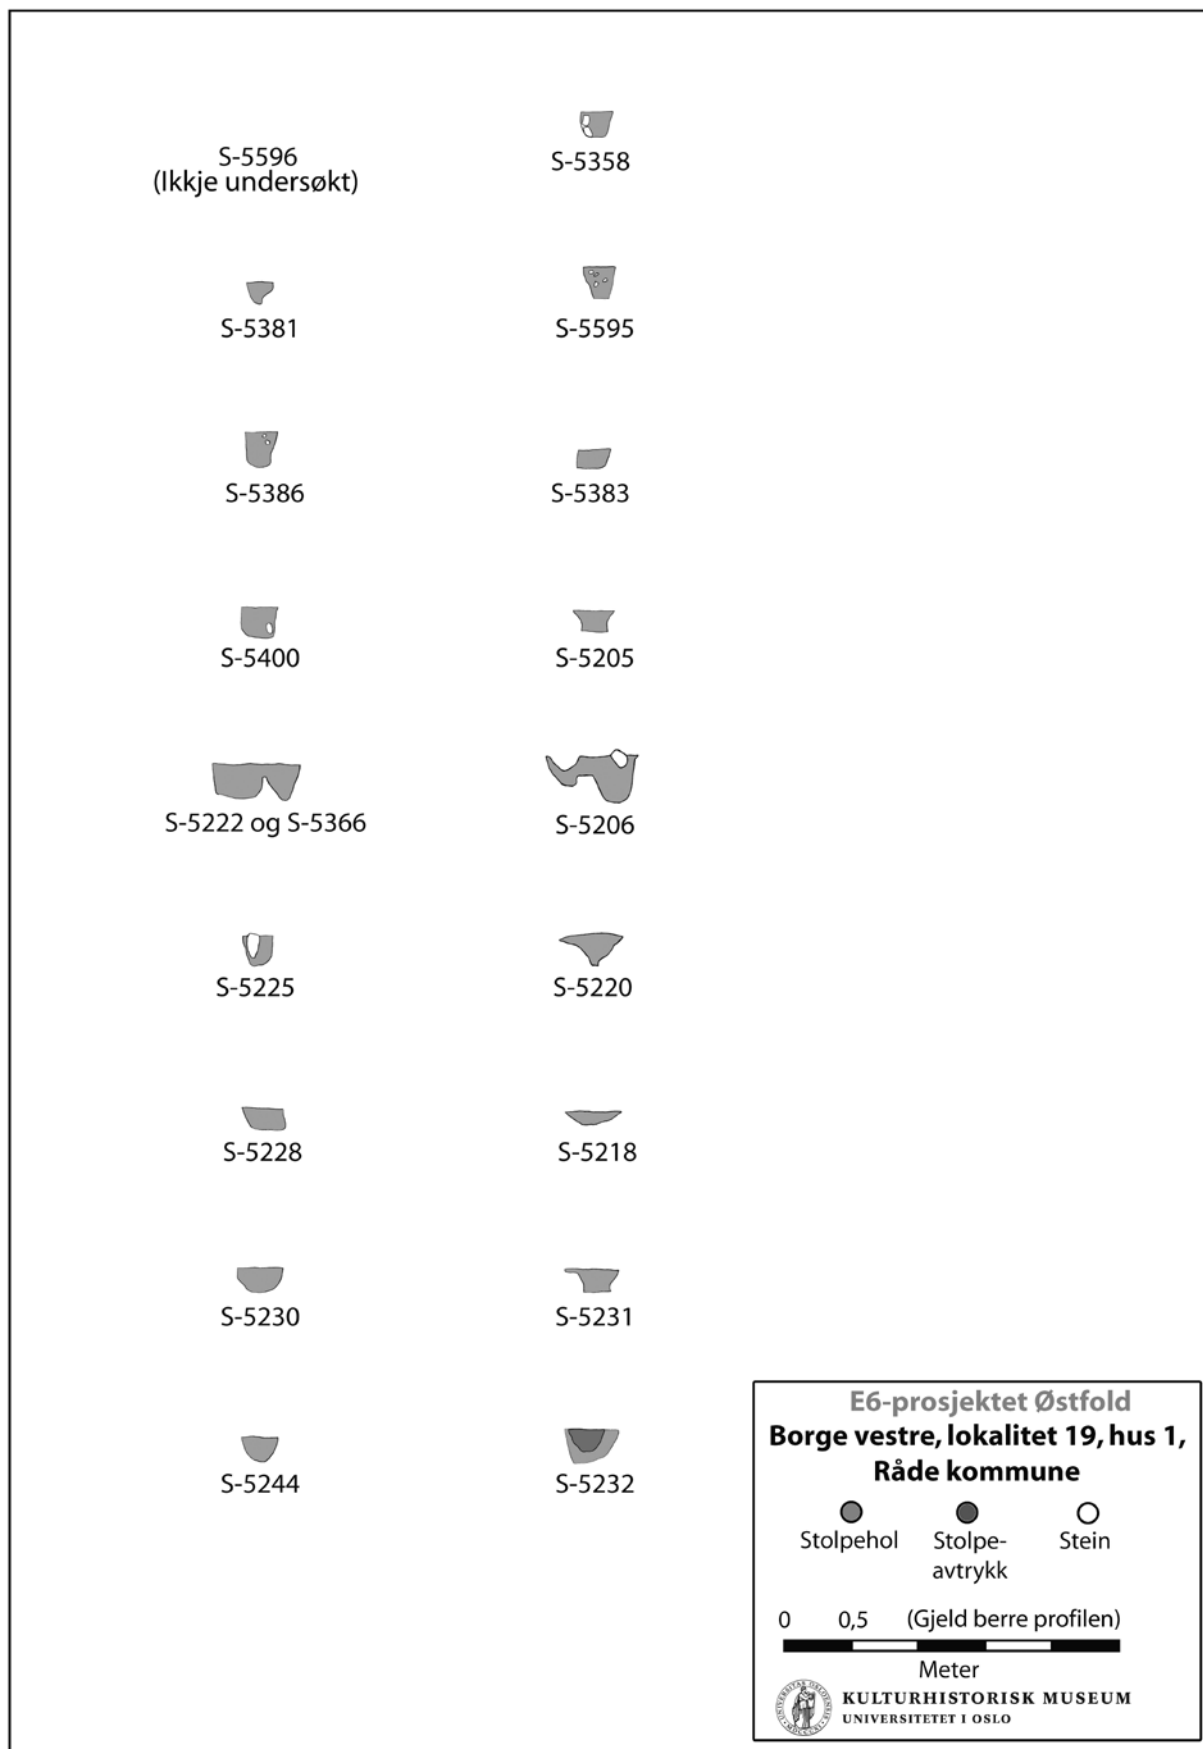 S-5596
(Ikkje undersøkt)
S-5358
S-5381
S-5595
S-5386
S-5383
S-5400
S-5205
S-5222 og S-5366
S-5206
S-5225
S-5220
S-5228
S-5218
S-5230
S-5231
S-5244
S-5232
E6-prosjektet Østfold
Borge vestre, lokalitet 19, hus 1,
Råde kommune
Stolpehol
Stolpe-
avtrykk
Stein
0 0,5 (Gjeld berre profilen)
Meter
KULTURHISTORISK MUSEUM
UNIVERSITETET I OSLO